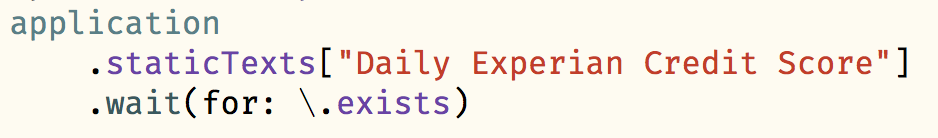 application
    .staticTexts["Daily Experian Credit Score"]
    .wait(for: \.exists)